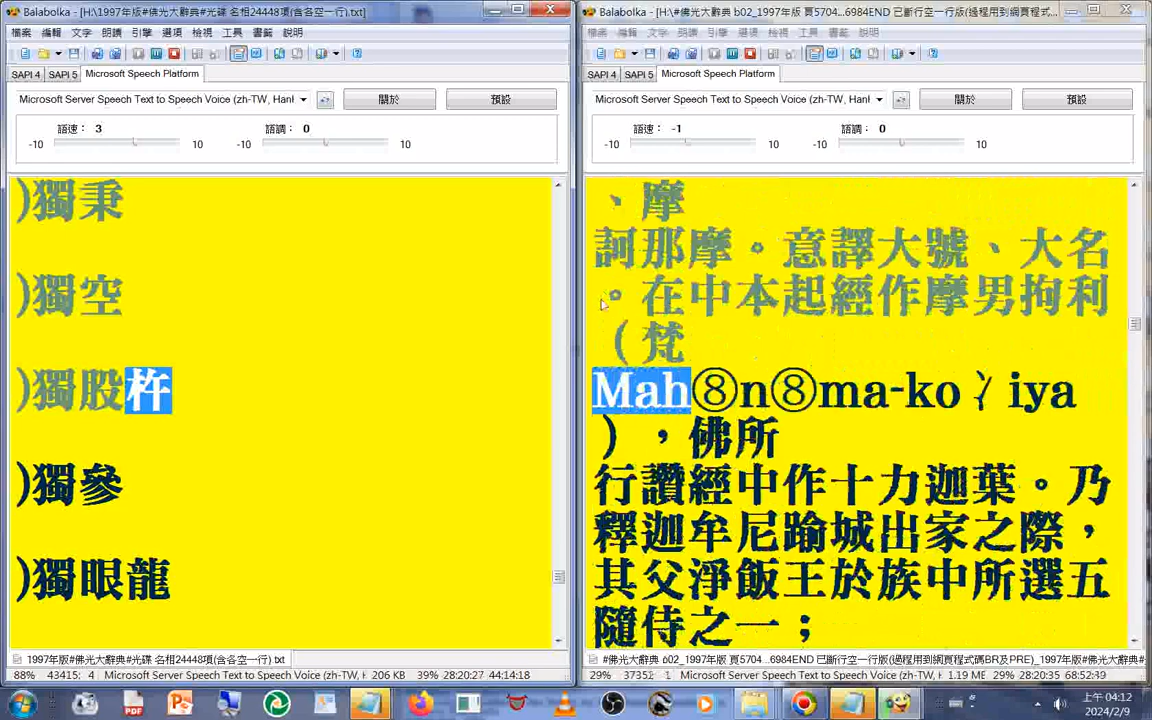 Balabolka - [H:\1997年版#佛光大辭典#光碟 名相24448項(含各空一行).txt]
檔案 編輯 文字 朗讀 引擎 選項 檢視 工具 書籤 說明
SAPI 4 SAPI 5 Microsoft Speech Platform
Microsoft Server Speech Text to Speech Voice (zh-TW, HanH
關於 預設
語速： 3 語調： 0
-10 10 -10 10
)獨秉
)獨空
)獨股杵
)獨參
)獨眼龍
1997年版#佛光大辭典#光碟 名相24448項(含各空一行).txt
88% 43415: 4 Microsoft Server Speech Text to Speech Voice (zh-T 206 KB 39% 28:20:27 44:14:18
Balabolka - [H:\#佛光大辭典 b02_1997年版 頁5704...6984END 已斷行空一行版(過程用到網頁程式...
檔案 編輯 文字 朗讀 引擎 選項 檢視 工具 書籤 說明
SAPI 4 SAPI 5 Microsoft Speech Platform
Microsoft Server Speech Text to Speech Voice (zh-TW, HanH
關於 預設
語速： -1 語調： 0
-10 10 -10 10
、摩
訶那摩。意譯大號、大名
。在中本起經作摩男拘利
（梵
Mah⑧n⑧ma-ko冫iya
），佛所
行讚經中作十力迦葉。乃
釋迦牟尼踰城出家之際，
其父淨飯王於族中所選五
隨侍之一；
#佛光大辭典 b02_1997年版 頁5704...6984END 已斷行空一行版(過程用到網頁程式碼BR及PRE)_1997年版#
29% 37352: 1 Microsoft Server Speech Text to Speech Voice (zh-T 1.19 ME 29% 28:20:35 68:52:39
上午 04:12
2024/2/9